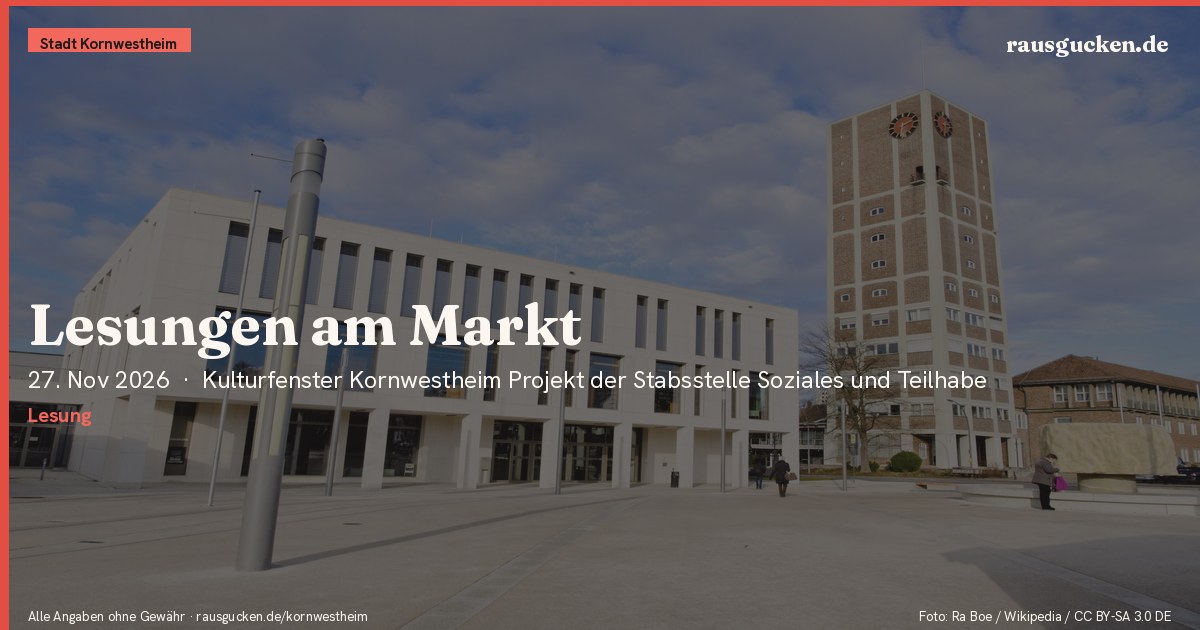 Stadt Kornwestheim
rausgucken.de
Lesungen am Markt
27. Nov 2026 · Kulturfenster Kornwestheim Projekt der Stabsstelle Soziales und Teilhabe
Lesung
Alle Angaben ohne Gewähr · rausgucken.de/kornwestheim
Foto: Ra Boe / Wikipedia / CC BY-SA 3.0 DE